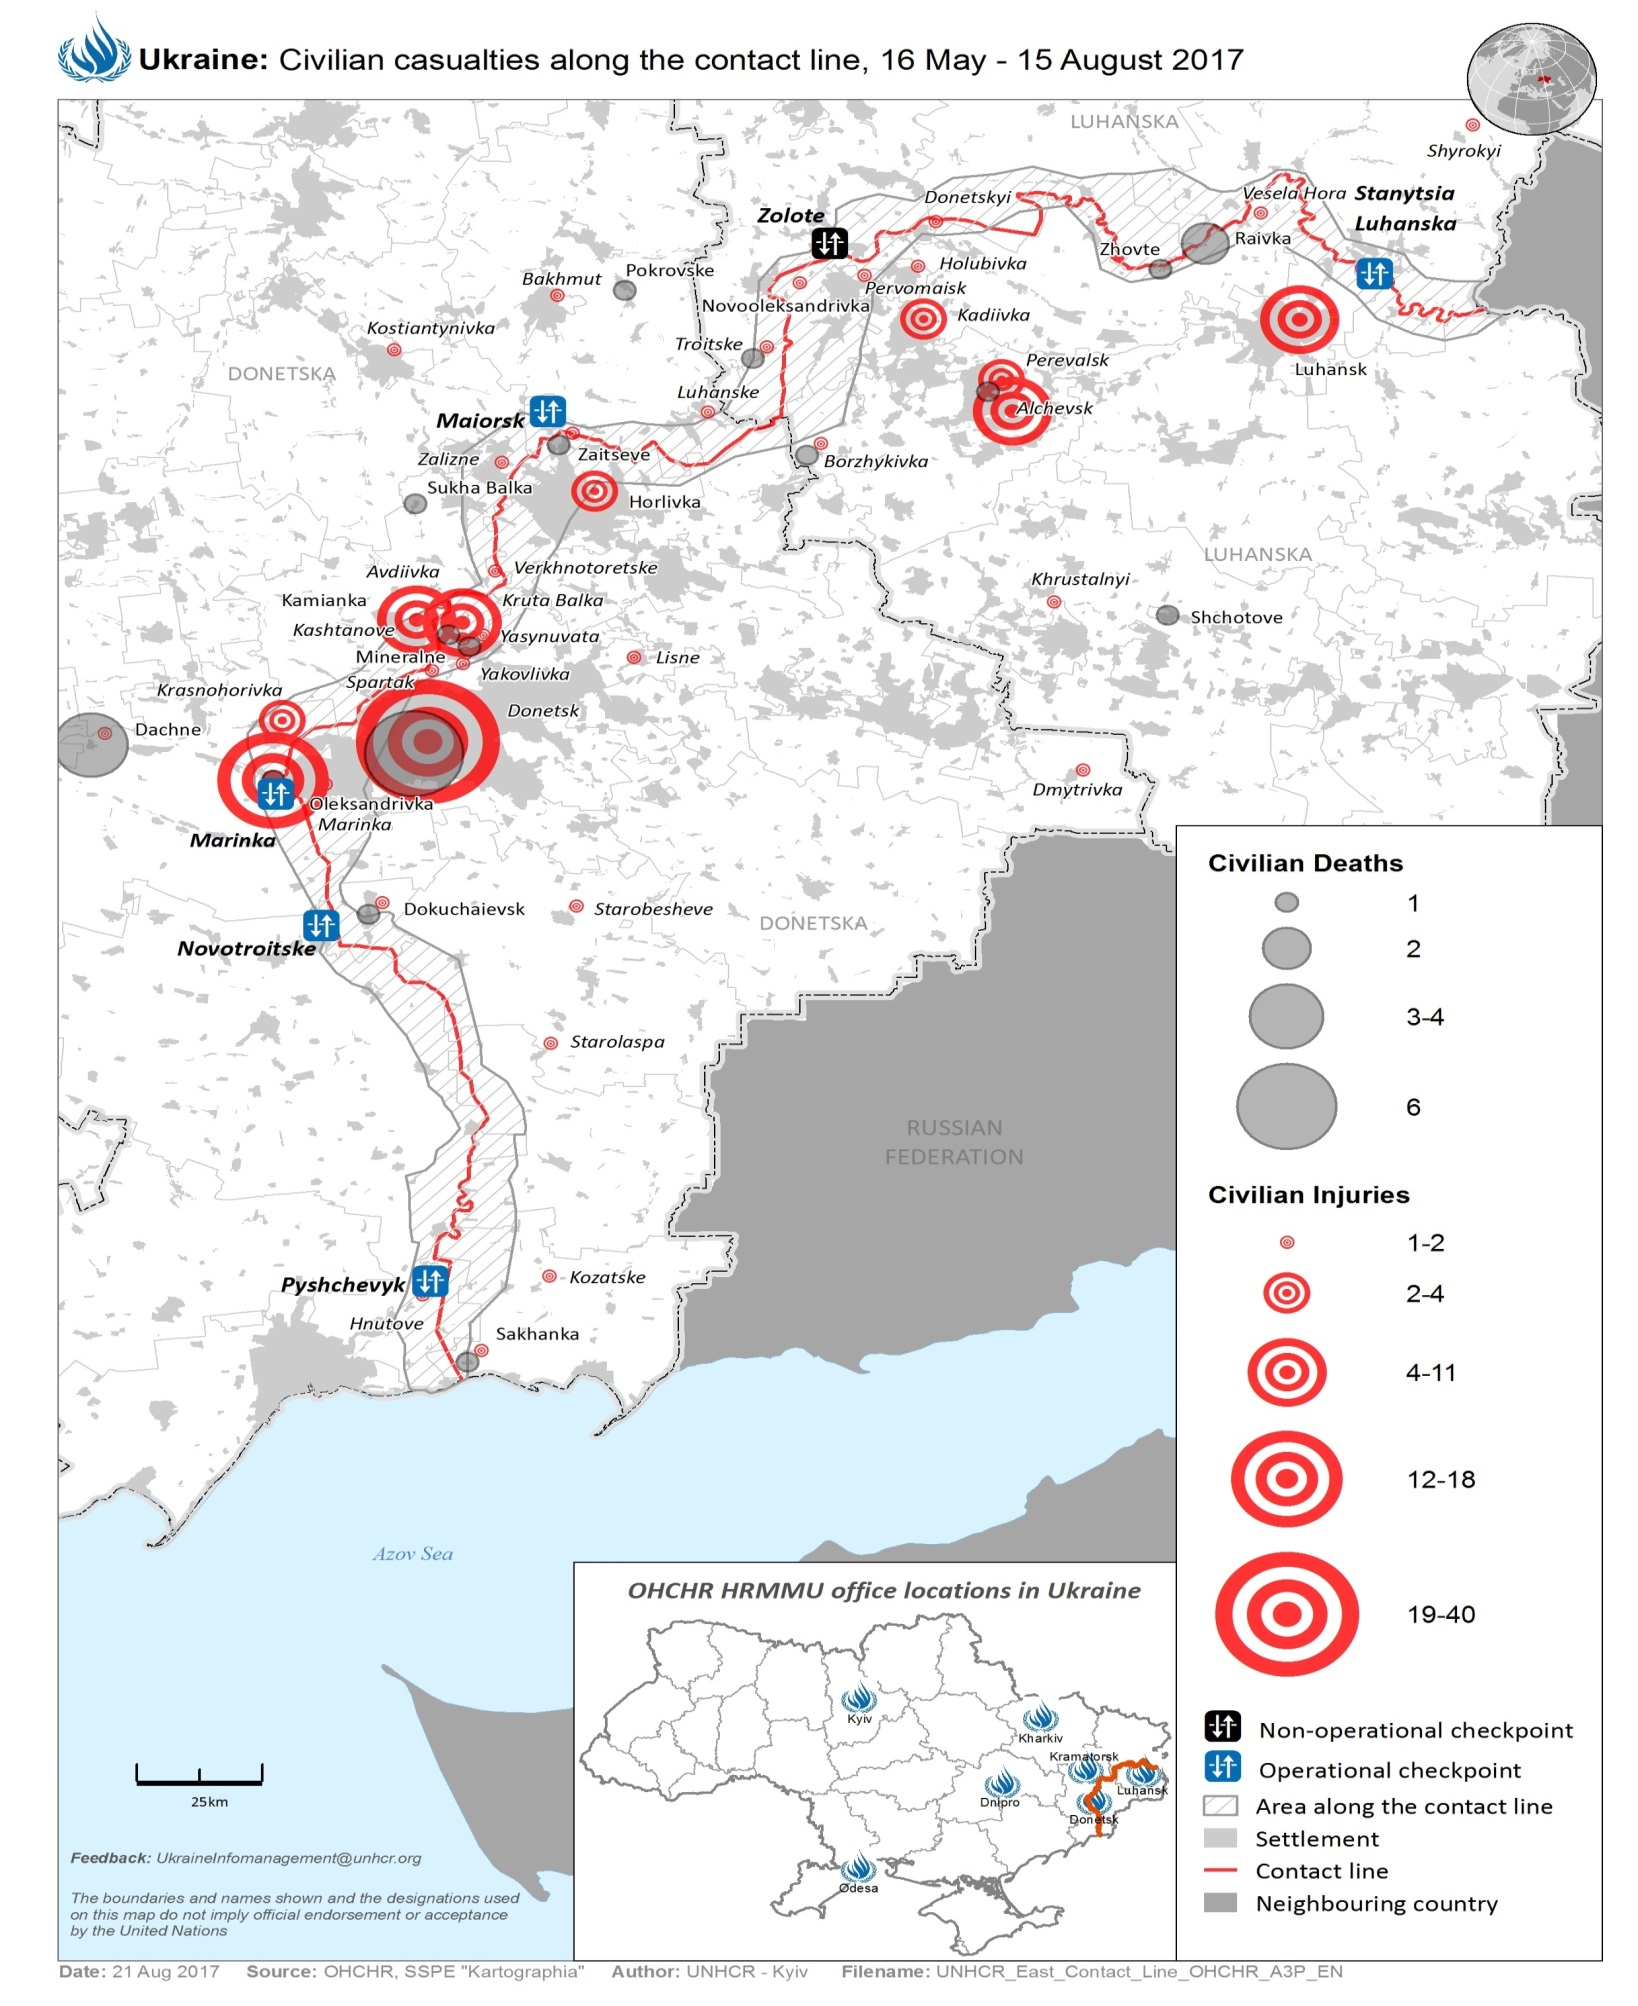 Ukraine: Civilian casualties along the contact line, 16 May - 15 August 2017
LUHANSKA
Shyrokyi
Donetskyi
Vesela Hora
Stanytsia
Luhanska
Zolote
Zhovte
Raivka
Holubivka
Pokrovske
Bakhmut
Pervomaisk
Novooleksandrivka
Kadiivka
Kostiantynivka
Troitske
Perevalsk
Luhansk
DONETSKA
Luhanske
Alchevsk
Maiorsk
Zaitseve
Zalizne
Borzhykivka
Sukha Balka
Horlivka
LUHANSKA
Verkhnotoretske
Avdiivka
Khrustalnyi
Kamianka
Kruta Balka
Shchotove
Kashtanove
Yasynuvata
Mineralne
Lisne
Yakovlivka
Spartak
Krasnohorivka
Donetsk
Dachne
Dmytrivka
Oleksandrivka
Marinka
Marinka
Dokuchaievsk
Starobesheve
DONETSKA
Novotroitske
Starolaspa
RUSSIAN
FEDERATION
Kozatske
Pyshchevyk
Hnutove
Sakhanka
Azov Sea
Civilian Deaths
1
2
3-4
6
Civilian Injuries
1-2
2-4
4-11
12-18
19-40
Non-operational checkpoint
Operational checkpoint
Area along the contact line
Settlement
Contact line
Neighbouring country
OHCHR HRMMU office locations in Ukraine
Kyiv
Kharkiv
Kramatorsk
Luhansk
Dnipro
Donetsk
Odesa
25km
Feedback: UkraineInfomanagement@unhcr.org
The boundaries and names shown and the designations used
on this map do not imply official endorsement or acceptance
by the United Nations
Date: 21 Aug 2017 Source: OHCHR, SSPE "Kartographia" Author: UNHCR - Kyiv Filename: UNHCR_East_Contact_Line_OHCHR_A3P_EN